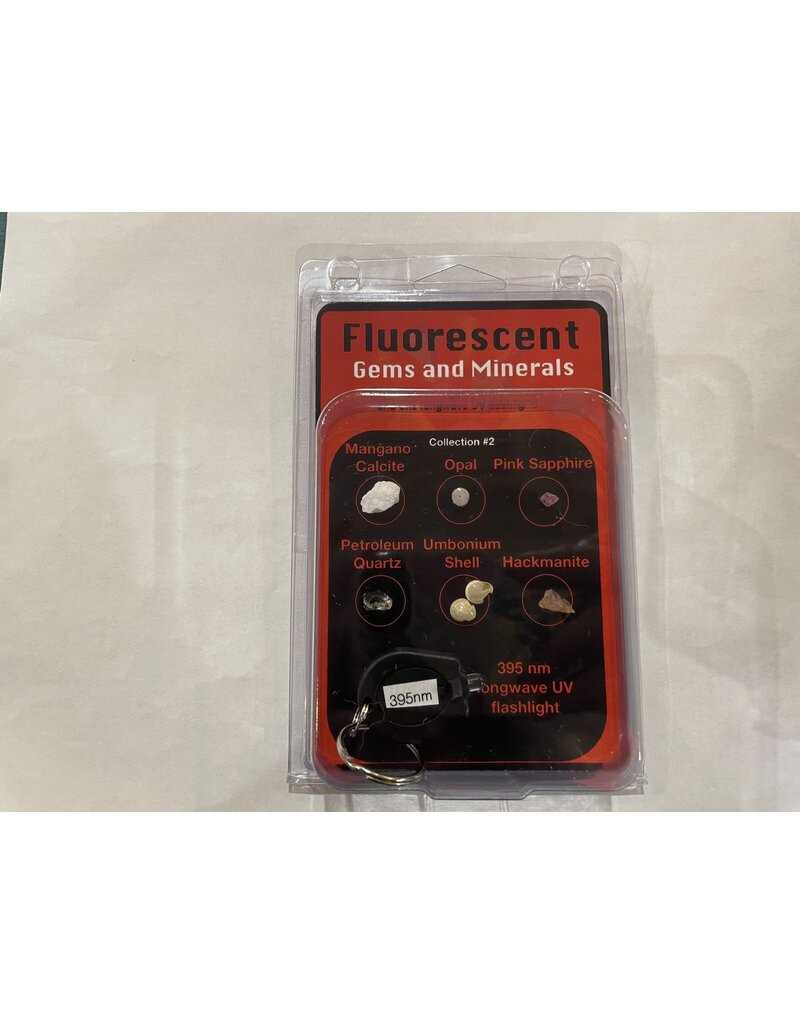 Fluorescent
Gems and Minerals
Collection #2
Mangano
Calcite
Opal
Pink Sapphire
Petroleum
Quartz
Umbonium
Shell
Hackmanite
395nm
395 nm
longwave UV
flashlight